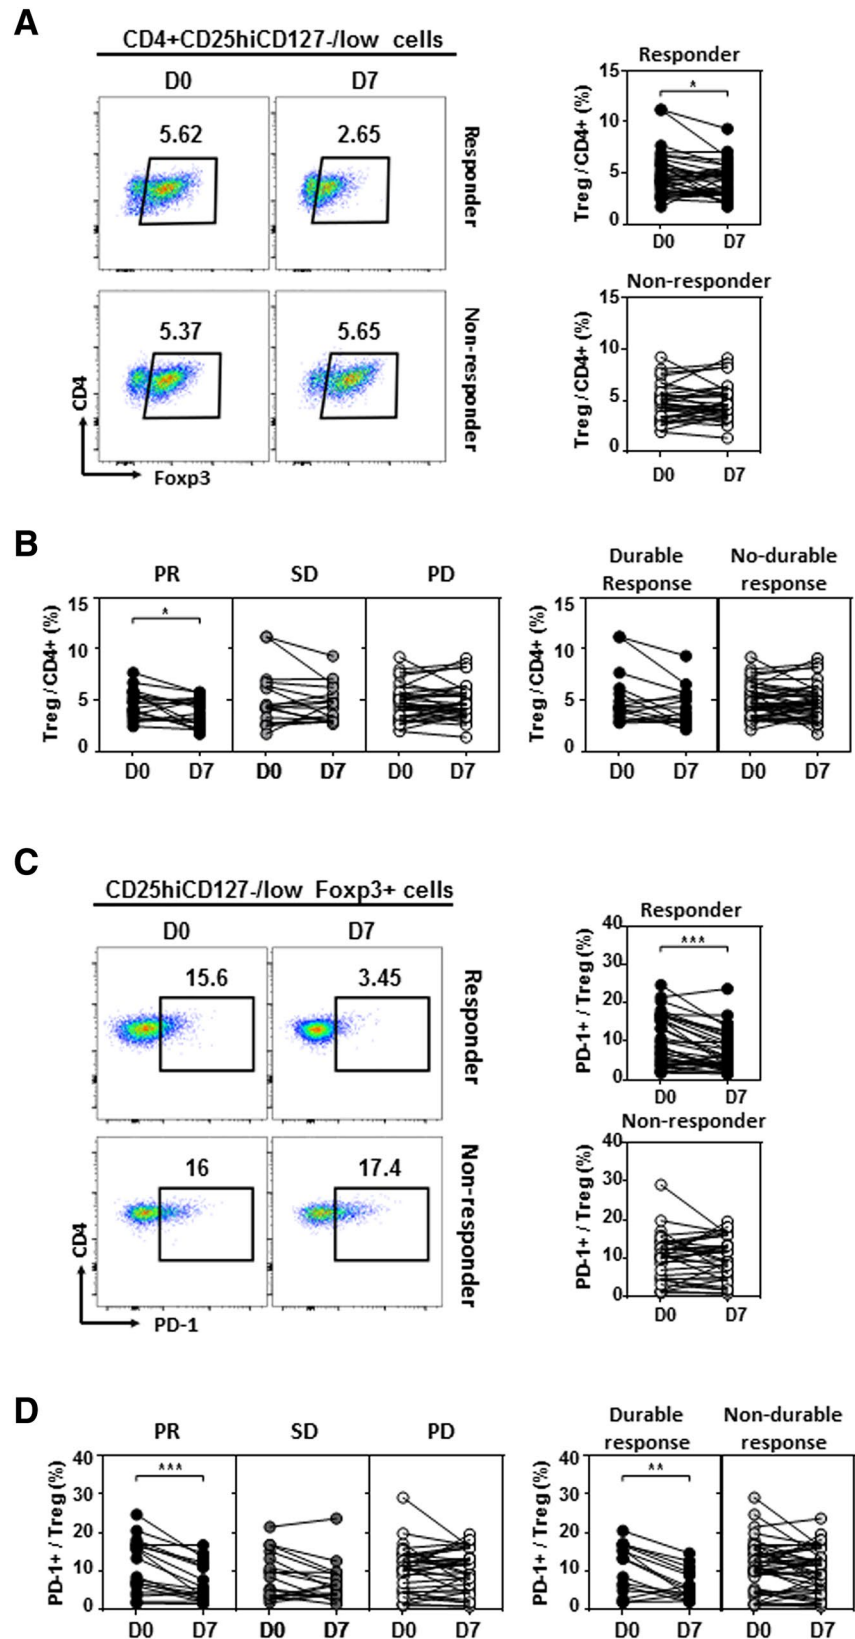 A
CD4+CD25hiCD127-/low cells
D0 D7
5.62 2.65
Responder
5.37 5.65
Non-responder
CD4
Foxp3
Responder
Treg / CD4+ (%)
15
*
10
5
0
D0 D7
Non-responder
Treg / CD4+ (%)
15
10
5
0
D0 D7
B
PR SD PD
Treg / CD4+ (%)
15
*
10
5
0
D0 D7 D0 D7 D0 D7
Durable
Response
No-durable
response
Treg / CD4+ (%)
15
10
5
0
D0 D7 D0 D7
C
CD25hiCD127-/low Foxp3+ cells
D0 D7
15.6 3.45
Responder
16 17.4
Non-responder
CD4
PD-1
Responder
PD-1+ / Treg (%)
40
***
30
20
10
0
D0 D7
Non-responder
PD-1+ / Treg (%)
40
30
20
10
0
D0 D7
D
PR SD PD
PD-1+ / Treg (%)
40
***
30
20
10
0
D0 D7 D0 D7 D0 D7
Durable
response
Non-durable
response
PD-1+ / Treg (%)
40
**
30
20
10
0
D0 D7 D0 D7